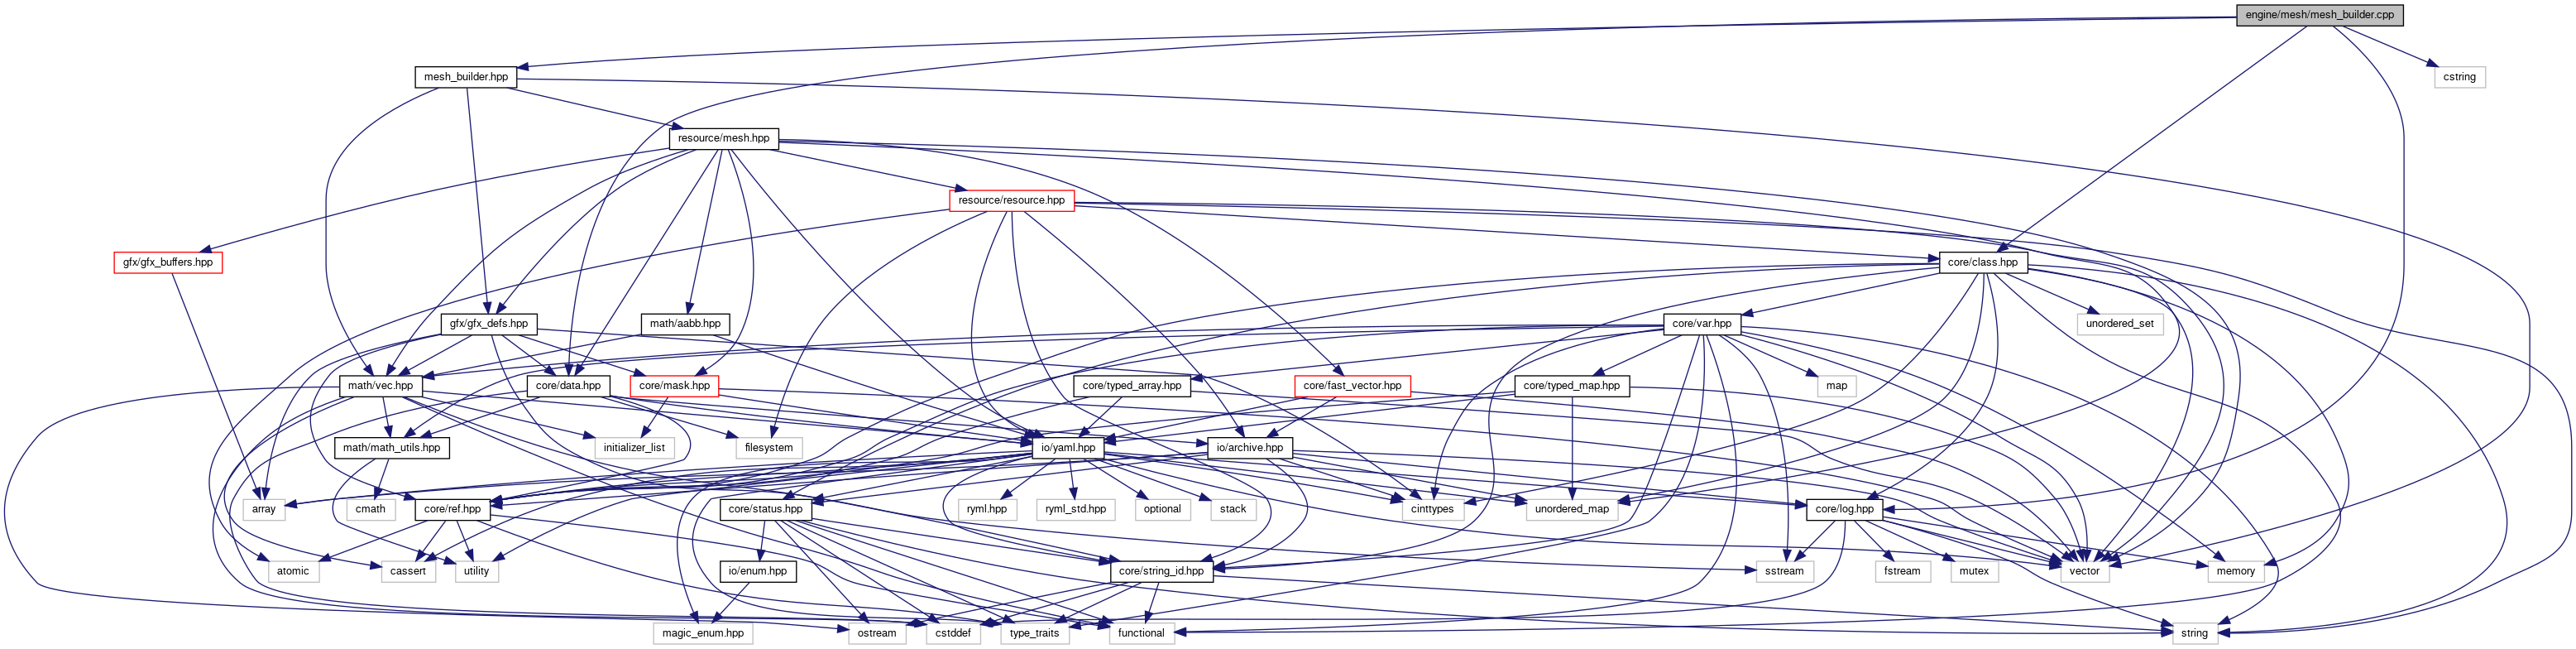 engine/mesh/mesh_builder.cpp
mesh_builder.hpp
cstring
resource/mesh.hpp
resource/resource.hpp
gfx/gfx_buffers.hpp
core/class.hpp
gfx/gfx_defs.hpp
math/aabb.hpp
core/var.hpp
unordered_set
math/vec.hpp
core/data.hpp
core/mask.hpp
core/typed_array.hpp
core/fast_vector.hpp
core/typed_map.hpp
map
math/math_utils.hpp
initializer_list
filesystem
io/yaml.hpp
io/archive.hpp
array
cmath
core/ref.hpp
core/status.hpp
ryml.hpp
ryml_std.hpp
optional
stack
cinttypes
unordered_map
core/log.hpp
atomic
cassert
utility
io/enum.hpp
core/string_id.hpp
sstream
fstream
mutex
vector
memory
magic_enum.hpp
ostream
cstddef
type_traits
functional
string